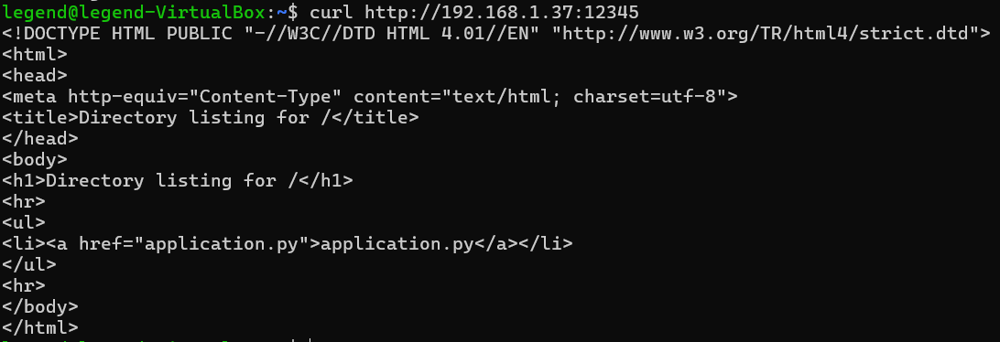 legend@legend-VirtualBox:~$ curl http://192.168.1.37:12345
<!DOCTYPE HTML PUBLIC "-//W3C//DTD HTML 4.01//EN" "http://www.w3.org/TR/html4/strict.dtd">
<html>
<head>
<meta http-equiv="Content-Type" content="text/html; charset=utf-8">
<title>Directory listing for /</title>
</head>
<body>
<h1>Directory listing for /</h1>
<hr>
<ul>
<li><a href="application.py">application.py</a></li>
</ul>
<hr>
</body>
</html>